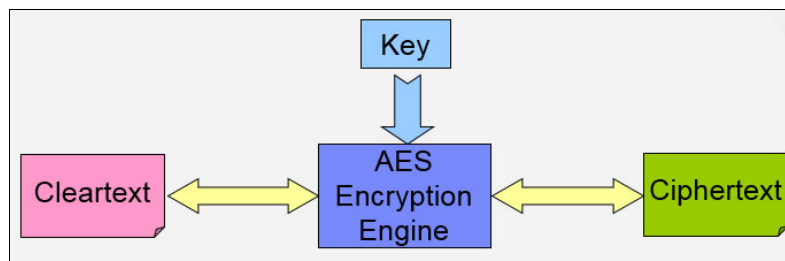 Key
Cleartext
AES
Encryption
Engine
Ciphertext